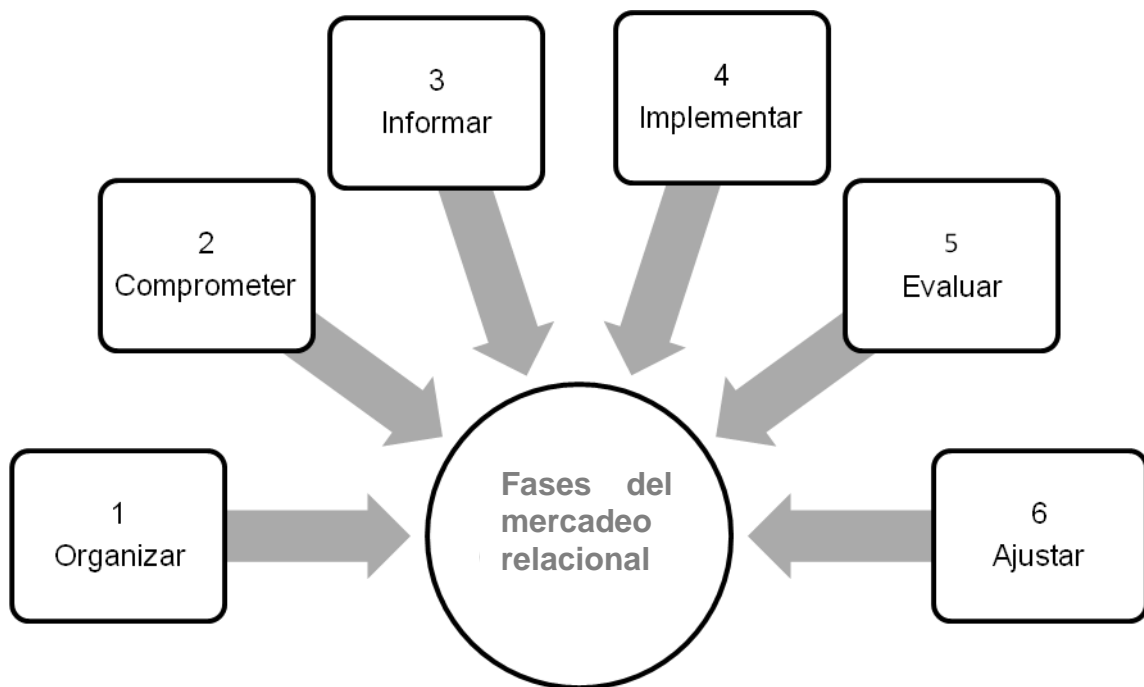 3
Informar
4
Implementar
2
Comprometer
5
Evaluar
1
Organizar
Fases del
mercadeo
relacional
6
Ajustar